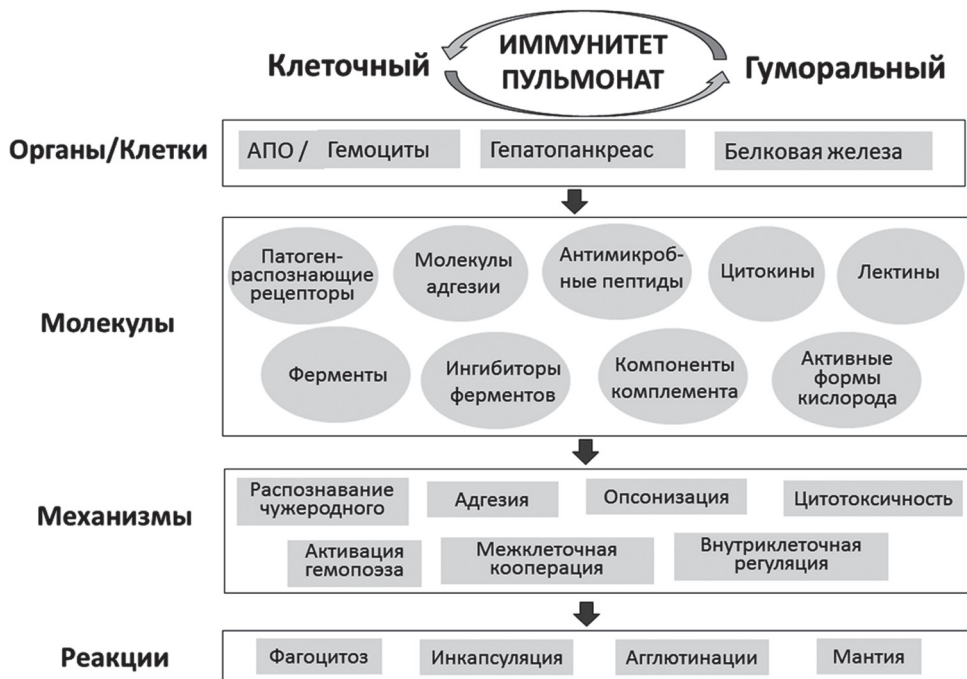 ИММУНИТЕТ
ПУЛЬМОНАТ
Клеточный
Гуморальный
Органы/Клетки
АПО / Гемоциты
Гепатопанкреас
Белковая железа
Молекулы
Патоген-
распознающие
рецепторы
Молекулы
адгезии
Антимикроб-
ные пептиды
Цитокины
Лектины
Ферменты
Ингибиторы
ферментов
Компоненты
комплемента
Активные
формы
кислорода
Механизмы
Распознавание
чужеродного
Адгезия
Опсонизация
Цитотоксичность
Активация
гемопоэза
Межклеточная
кооперация
Внутриклеточная
регуляция
Реакции
Фагоцитоз
Инкапсуляция
Агглютинации
Мантия